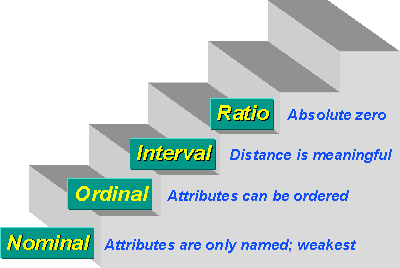 Ratio Absolute zero
Interval Distance is meaningful
Ordinal Attributes can be ordered
Nominal Attributes are only named; weakest